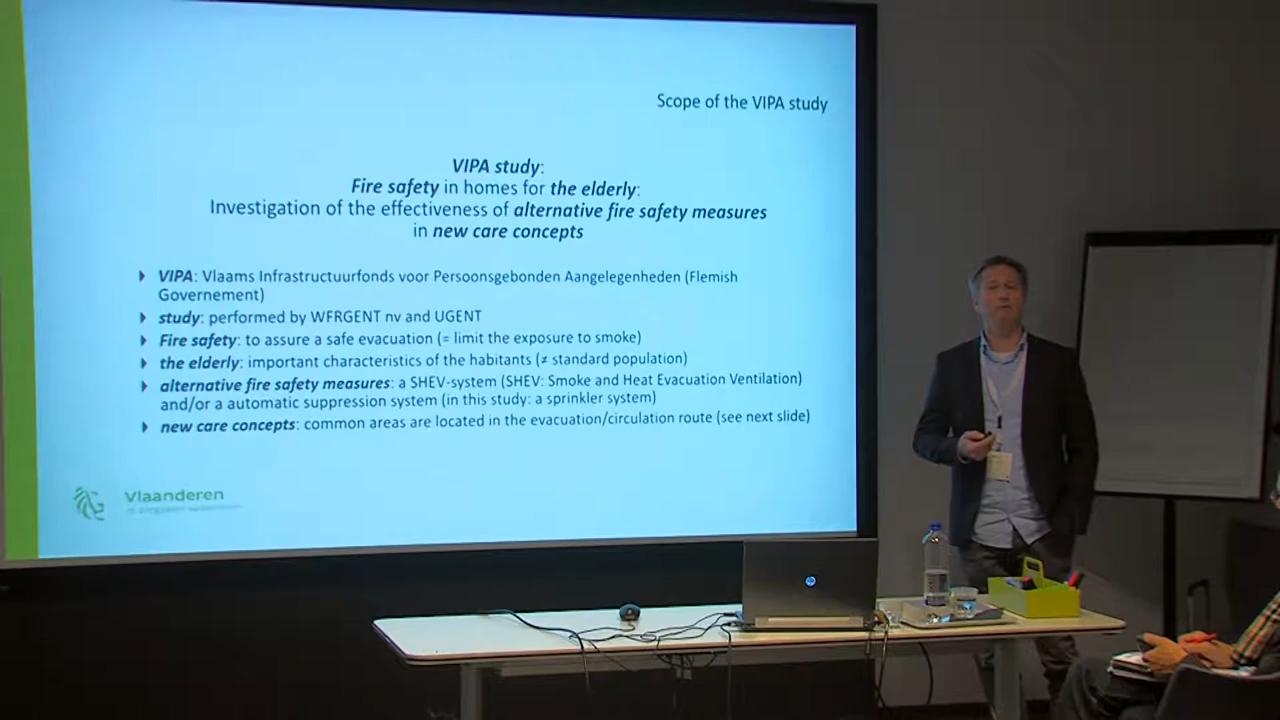 Scope of the VIPA study
VIPA study:
Fire safety in homes for the elderly:
Investigation of the effectiveness of alternative fire safety measures
in new care concepts
VIPA: Vlaams Infrastructuurfonds voor Persoonsgebonden Aangelegenheden (Flemish
Governement)
study: performed by WFRGENT nv and UGENT
Fire safety: to assure a safe evacuation (= limit the exposure to smoke)
the elderly: important characteristics of the habitants (≠ standard population)
alternative fire safety measures: a SHEV-system (SHEV: Smoke and Heat Evacuation Ventilation)
and/or a automatic suppression system (in this study: a sprinkler system)
new care concepts: common areas are located in the evacuation/circulation route (see next slide)
Vlaanderen
hp